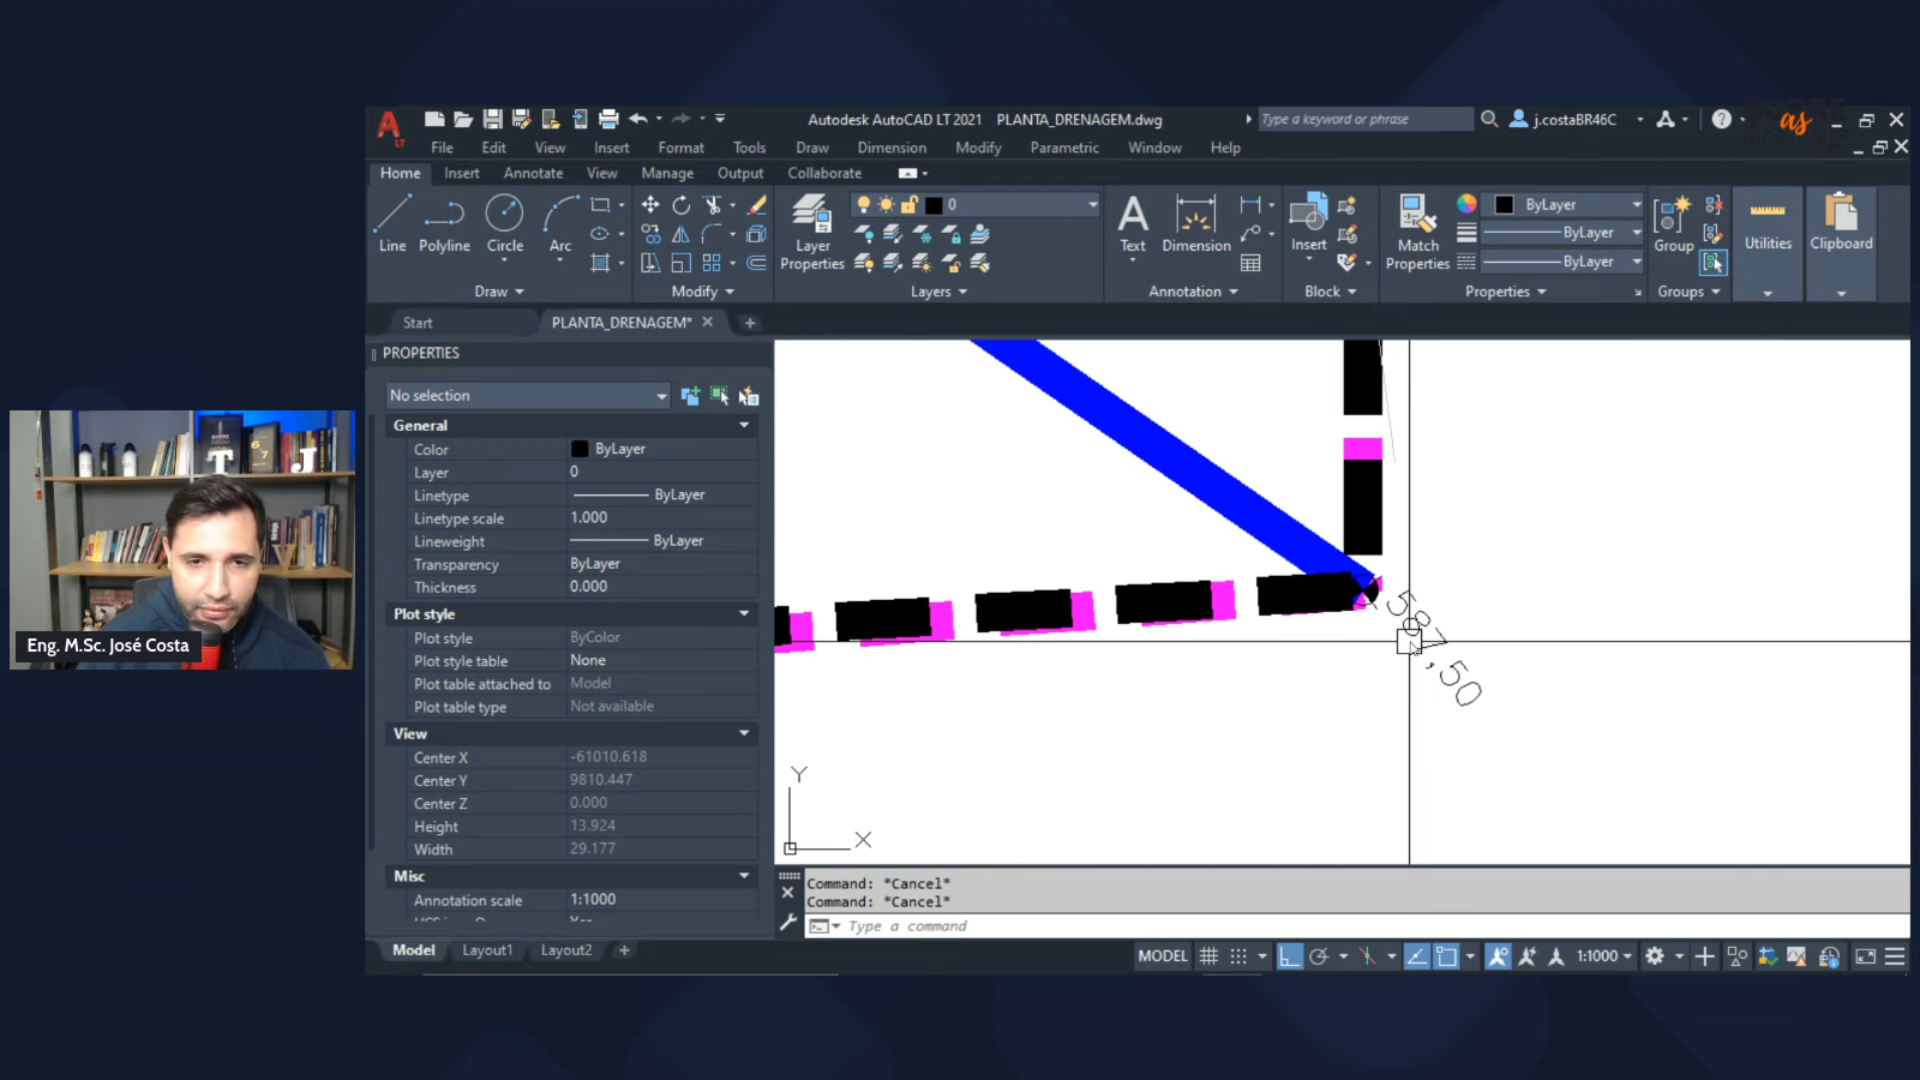 Autodesk AutoCAD LT 2021 PLANTA_DRENAGEM.dwg
Type a keyword or phrase
j.costaBR46C
as
LT
File Edit View Insert Format Tools Draw Dimension Modify Parametric Window Help
Home Insert Annotate View Manage Output Collaborate
Line Polyline Circle Arc
Layer Properties
0
Text Dimension
Insert
Match Properties
ByLayer
ByLayer
ByLayer
Group
Utilities
Clipboard
Draw Modify Layers Annotation Block Properties Groups
Start PLANTA_DRENAGEM*
PROPERTIES
No selection
General
Color ByLayer
Layer 0
Linetype ByLayer
Linetype scale 1.000
Lineweight ByLayer
Transparency ByLayer
Thickness 0.000
Plot style
Plot style ByColor
Plot style table None
Plot table attached to Model
Plot table type Not available
View
Center X -61010.618
Center Y 9810.447
Center Z 0.000
Height 13.924
Width 29.177
Misc
Annotation scale 1:1000
Y
X
Command: *Cancel*
Command: *Cancel*
Type a command
Model Layout1 Layout2
MODEL
1:1000
Eng. M.Sc. José Costa